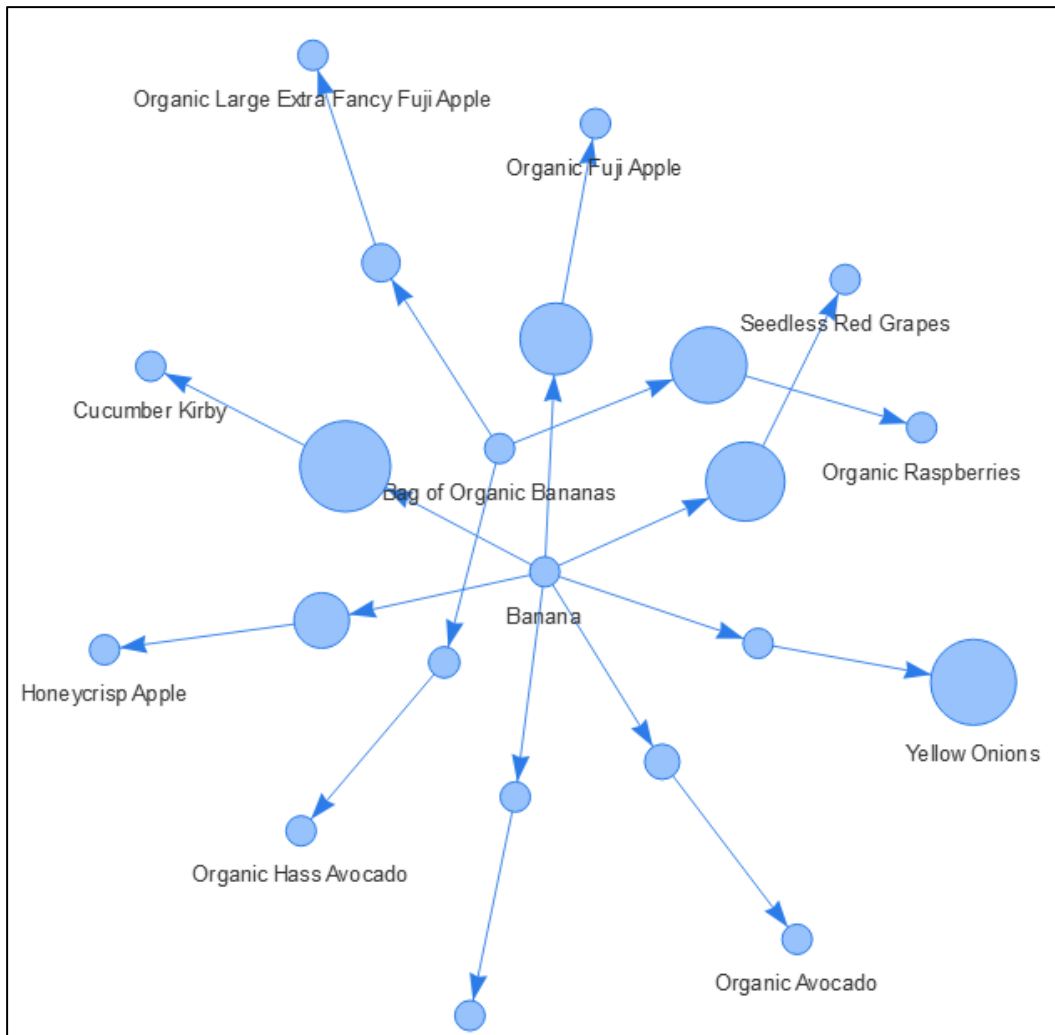 Organic Large Extra Fancy Fuji Apple
Organic Fuji Apple
Seedless Red Grapes
Cucumber Kirby
Organic Raspberries
Bag of Organic Bananas
Banana
Honeycrisp Apple
Yellow Onions
Organic Hass Avocado
Organic Avocado